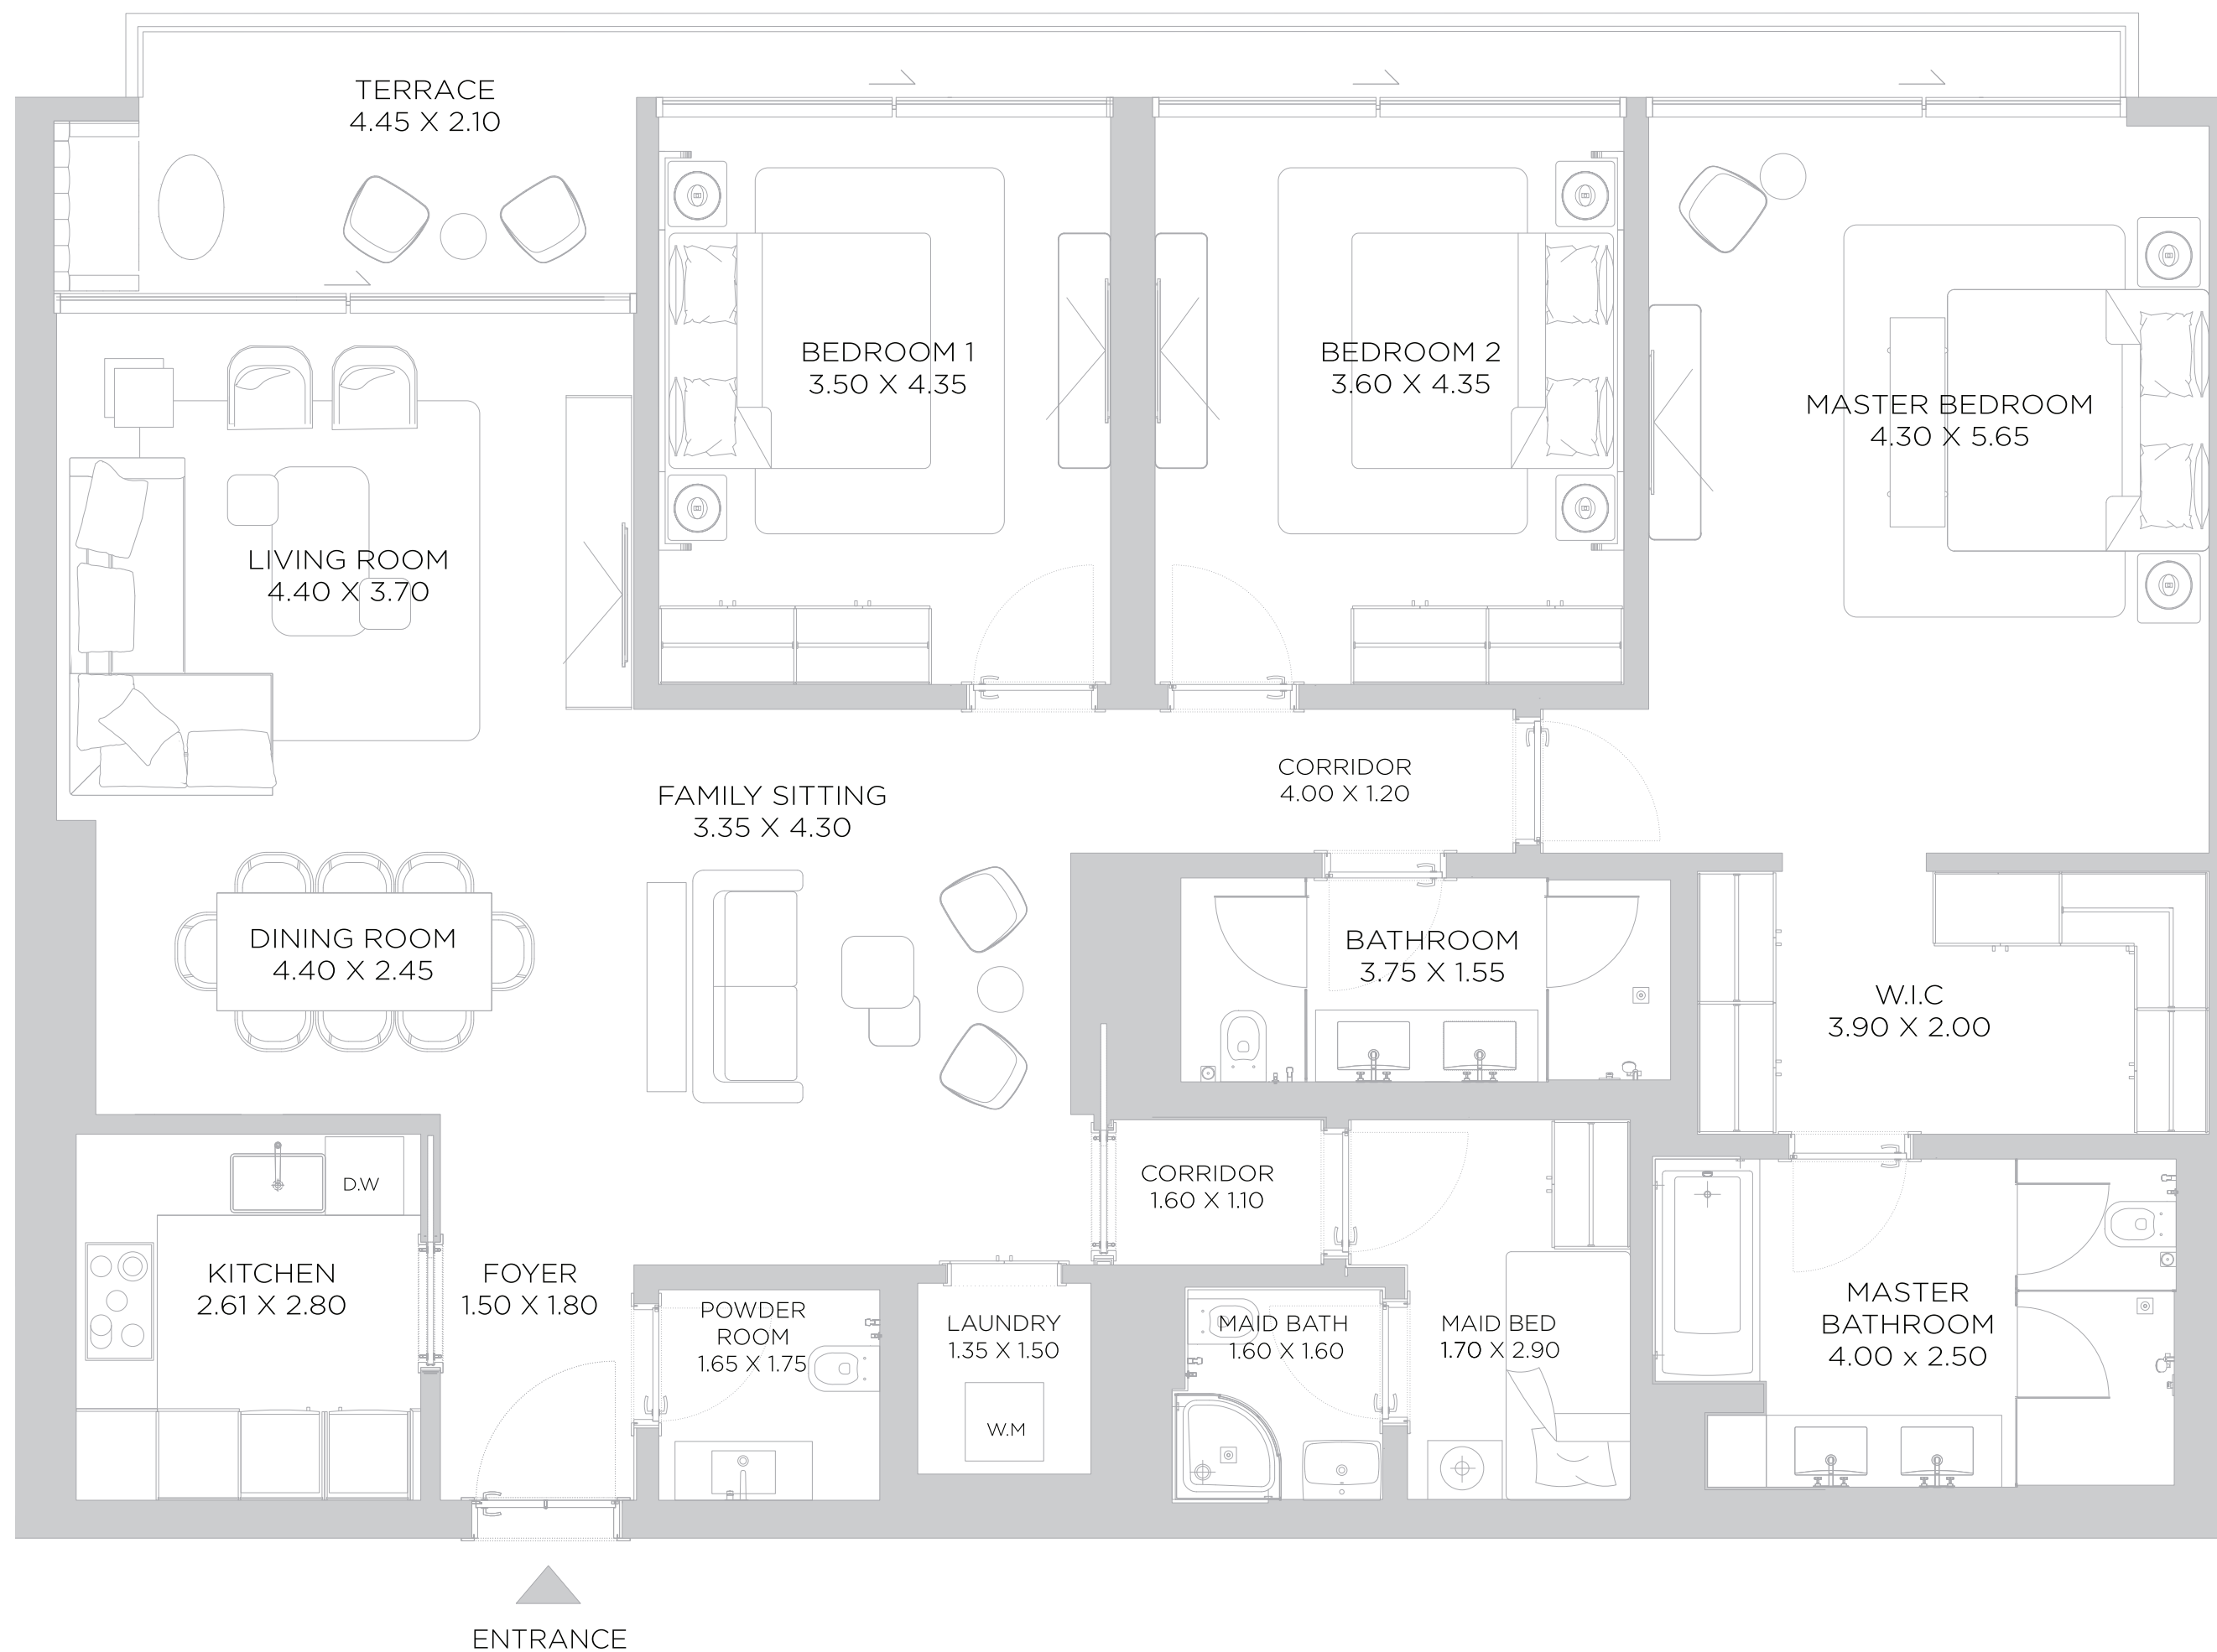 TERRACE
4.45 X 2.10
BEDROOM 1
3.50 X 4.35
BEDROOM 2
3.60 X 4.35
MASTER BEDROOM
4.30 X 5.65
LIVING ROOM
4.40 X 3.70
FAMILY SITTING
3.35 X 4.30
CORRIDOR
4.00 X 1.20
DINING ROOM
4.40 X 2.45
BATHROOM
3.75 X 1.55
W.I.C
3.90 X 2.00
D.W
KITCHEN
2.61 X 2.80
FOYER
1.50 X 1.80
POWDER
ROOM
1.65 X 1.75
LAUNDRY
1.35 X 1.50
W.M
CORRIDOR
1.60 X 1.10
MAID BATH
1.60 X 1.60
MAID BED
1.70 X 2.90
MASTER
BATHROOM
4.00 x 2.50
ENTRANCE